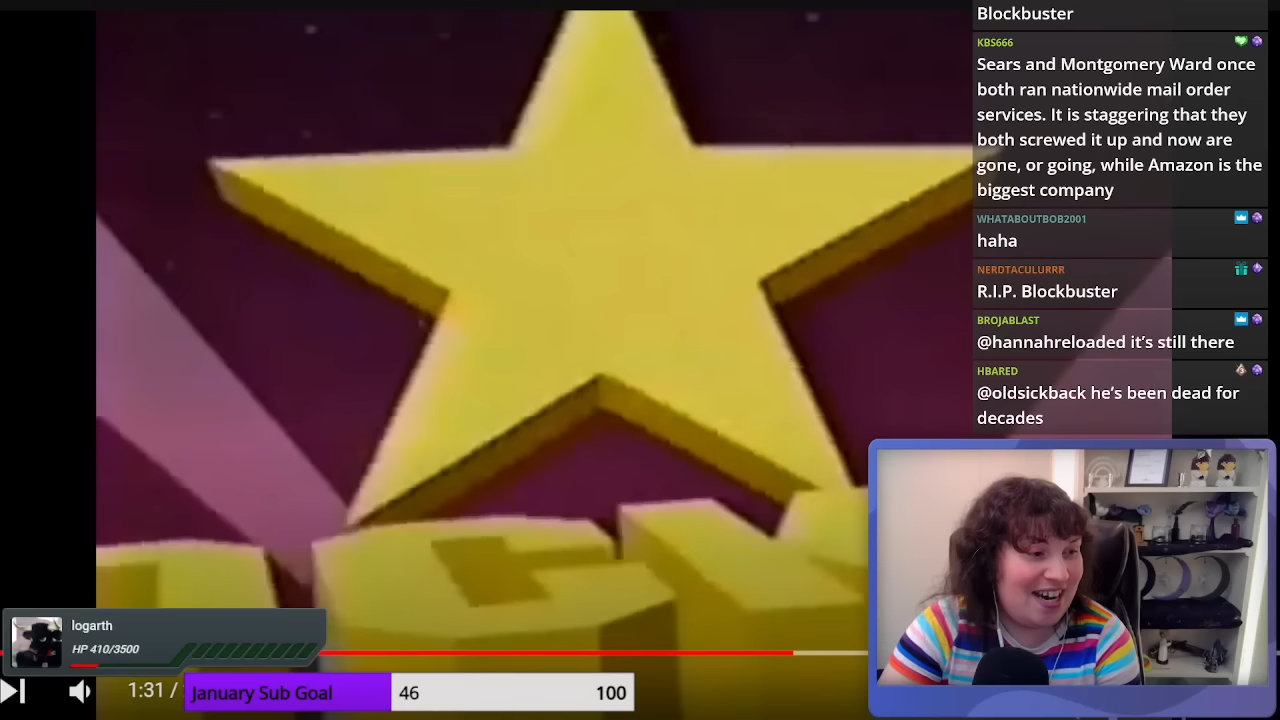 Blockbuster
KBS666
Sears and Montgomery Ward once
both ran nationwide mail order
services. It is staggering that they
both screwed it up and now are
gone, or going, while Amazon is the
biggest company
WHATABOUTBOB2001
haha
NERDTACULURRR
R.I.P. Blockbuster
BROJABLAST
@hannahreloaded it’s still there
HBARED
@oldsickback he’s been dead for
decades
logarth
HP 410/3500
1:31 /
January Sub Goal 46 100